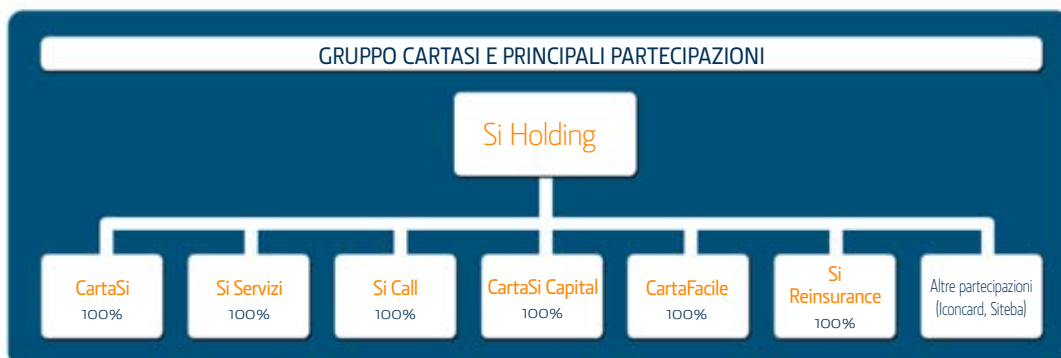 GRUPPO CARTASI E PRINCIPALI PARTECIPAZIONI
Si Holding
CartaSi
100%
Si Servizi
100%
Si Call
100%
CartaSi Capital
100%
CartaFacile
100%
Si
Reinsurance
100%
Altre partecipazioni
(Iconcard, Siteba)